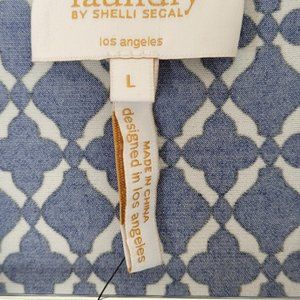 laundry
BY SHELLI SEGAL
los angeles
L
MADE IN CHINA
designed in los angeles